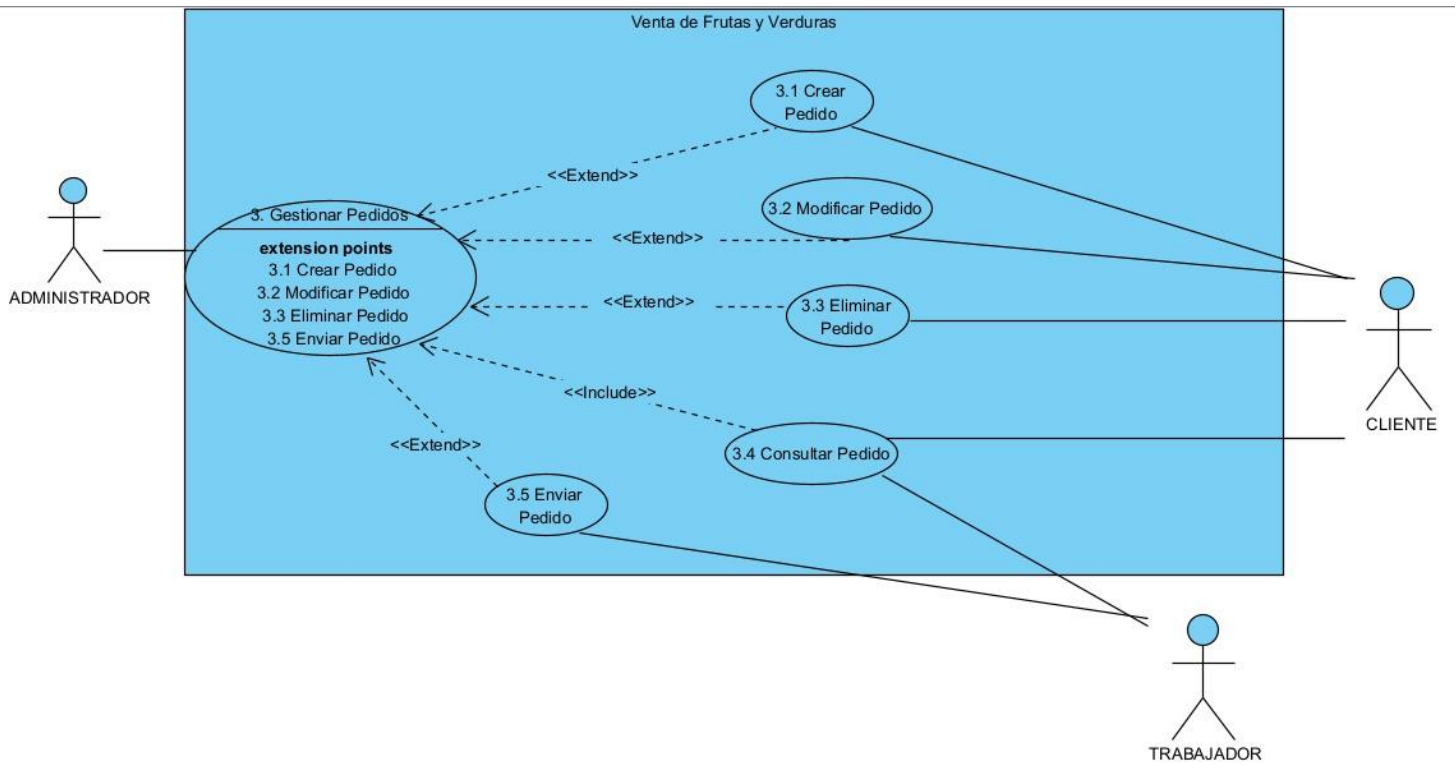 Venta de Frutas y Verduras
3.1 Crear
Pedido
<<Extend>>
3.2 Modificar Pedido
3. Gestionar Pedidos
<<Extend>>
extension points
3.1 Crear Pedido
3.2 Modificar Pedido
3.3 Eliminar Pedido
3.5 Enviar Pedido
ADMINISTRADOR
<<Extend>>
3.3 Eliminar
Pedido
<<Include>>
CLIENTE
<<Extend>>
3.4 Consultar Pedido
3.5 Enviar
Pedido
TRABAJADOR